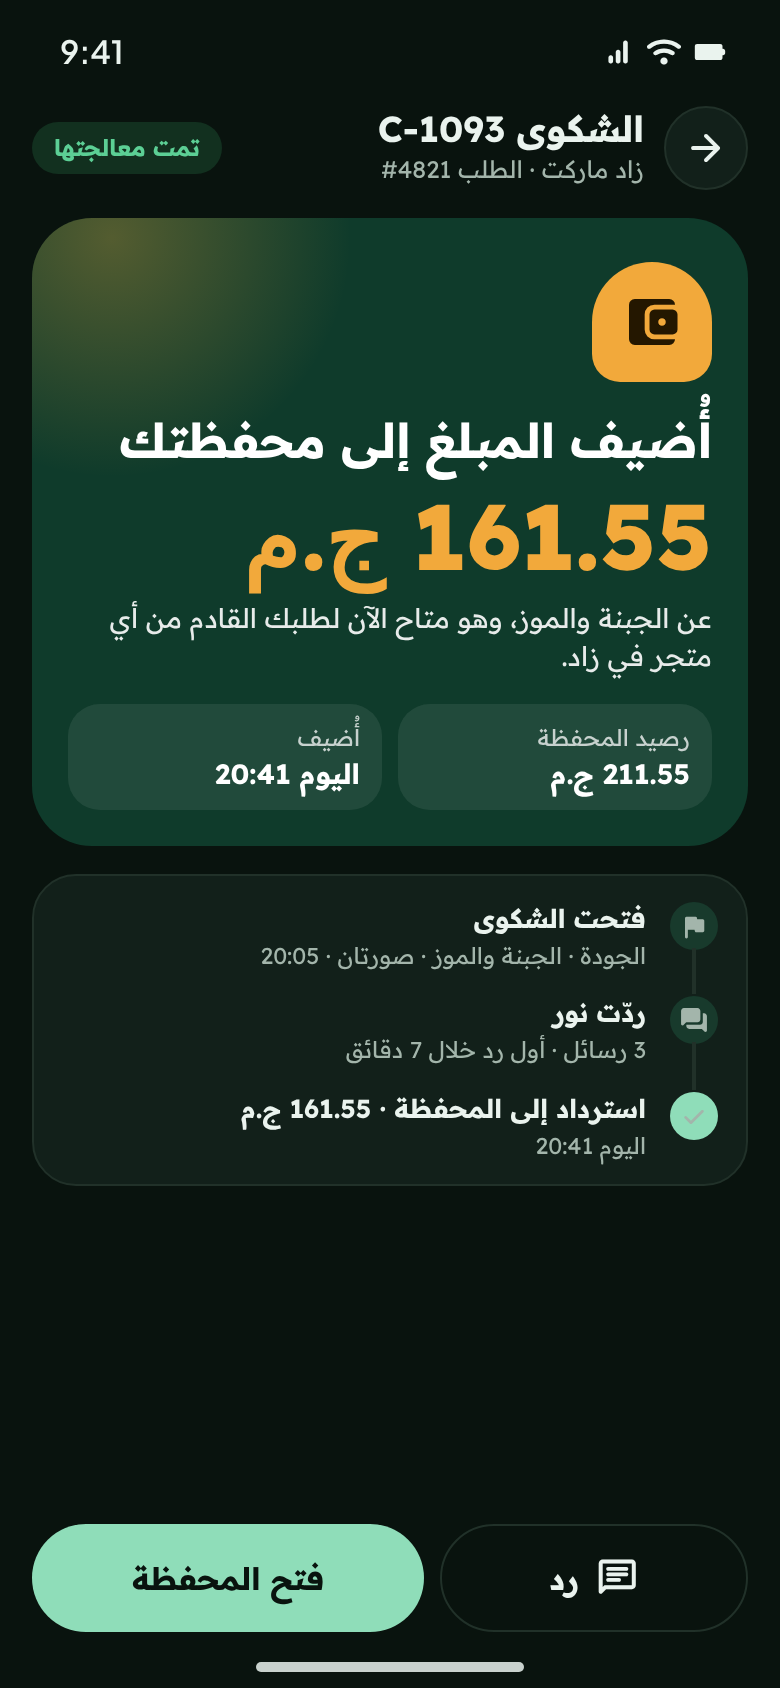 9:41
الشكوى C-1093
زاد ماركت · الطلب #4821
تمت معالجتها
أُضيف المبلغ إلى محفظتك
161.55 ج.م
عن الجبنة والموز، وهو متاح الآن لطلبك القادم من أي
متجر في زاد.
رصيد المحفظة
211.55 ج.م
أُضيف
اليوم 20:41
فتحت الشكوى
الجودة · الجبنة والموز · صورتان · 20:05
ردّت نور
3 رسائل · أول رد خلال 7 دقائق
استرداد إلى المحفظة · 161.55 ج.م
اليوم 20:41
رد
فتح المحفظة